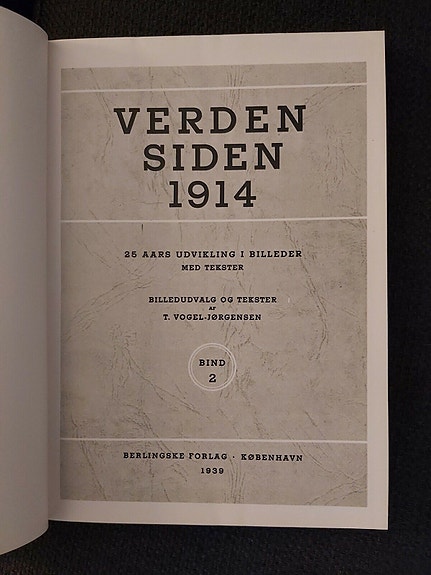 VERDEN
SIDEN
1914
25 AARS UDVIKLING I BILLEDER
MED TEKSTER
BILLEDUDVALG OG TEKSTER
AF
T. VOGEL-JØRGENSEN
BIND
2
BERLINGSKE FORLAG · KØBENHAVN
1939